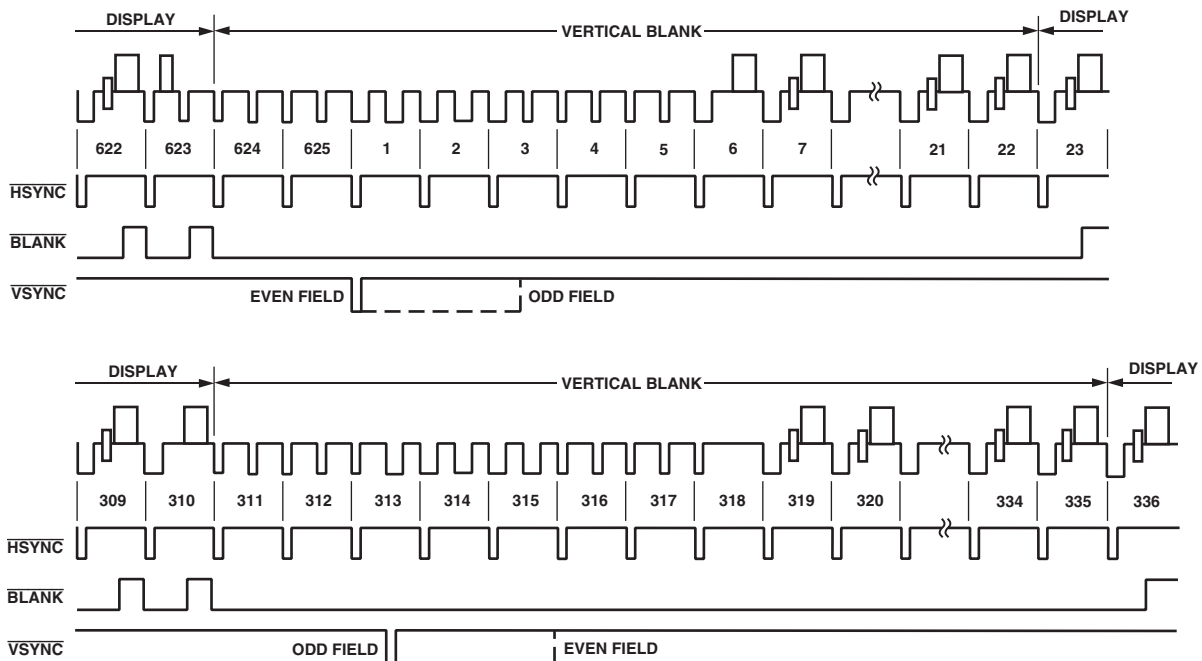 DISPLAY VERTICAL BLANK DISPLAY
622 623 624 625 1 2 3 4 5 6 7 21 22 23
HSYNC
BLANK
VSYNC EVEN FIELD ODD FIELD
DISPLAY VERTICAL BLANK DISPLAY
309 310 311 312 313 314 315 316 317 318 319 320 334 335 336
HSYNC
BLANK
VSYNC ODD FIELD EVEN FIELD